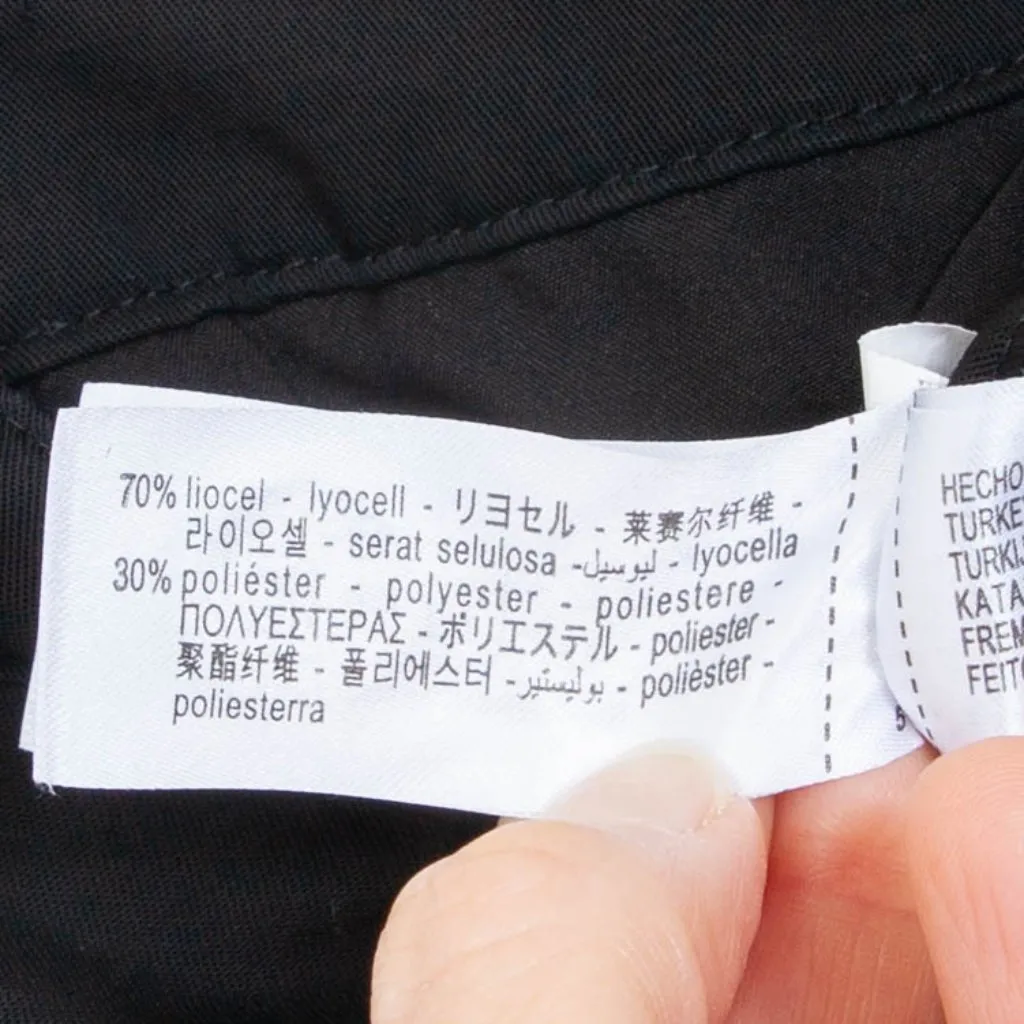 70% liocel - lyocell - リヨセル - 莱赛尔纤维 -
라이오셀 - serat selulosa - ليوسيل - lyocella
30% poliéster - polyester - poliestere -
ΠΟΛΥΕΣΤΕΡΑΣ - ポリエステル - poliester -
聚酯纤维 - 폴리에스터 - بوليستير - polièster -
poliesterra
5
HECHO
TURKE
TURKI
KATA
FREM
FEITO